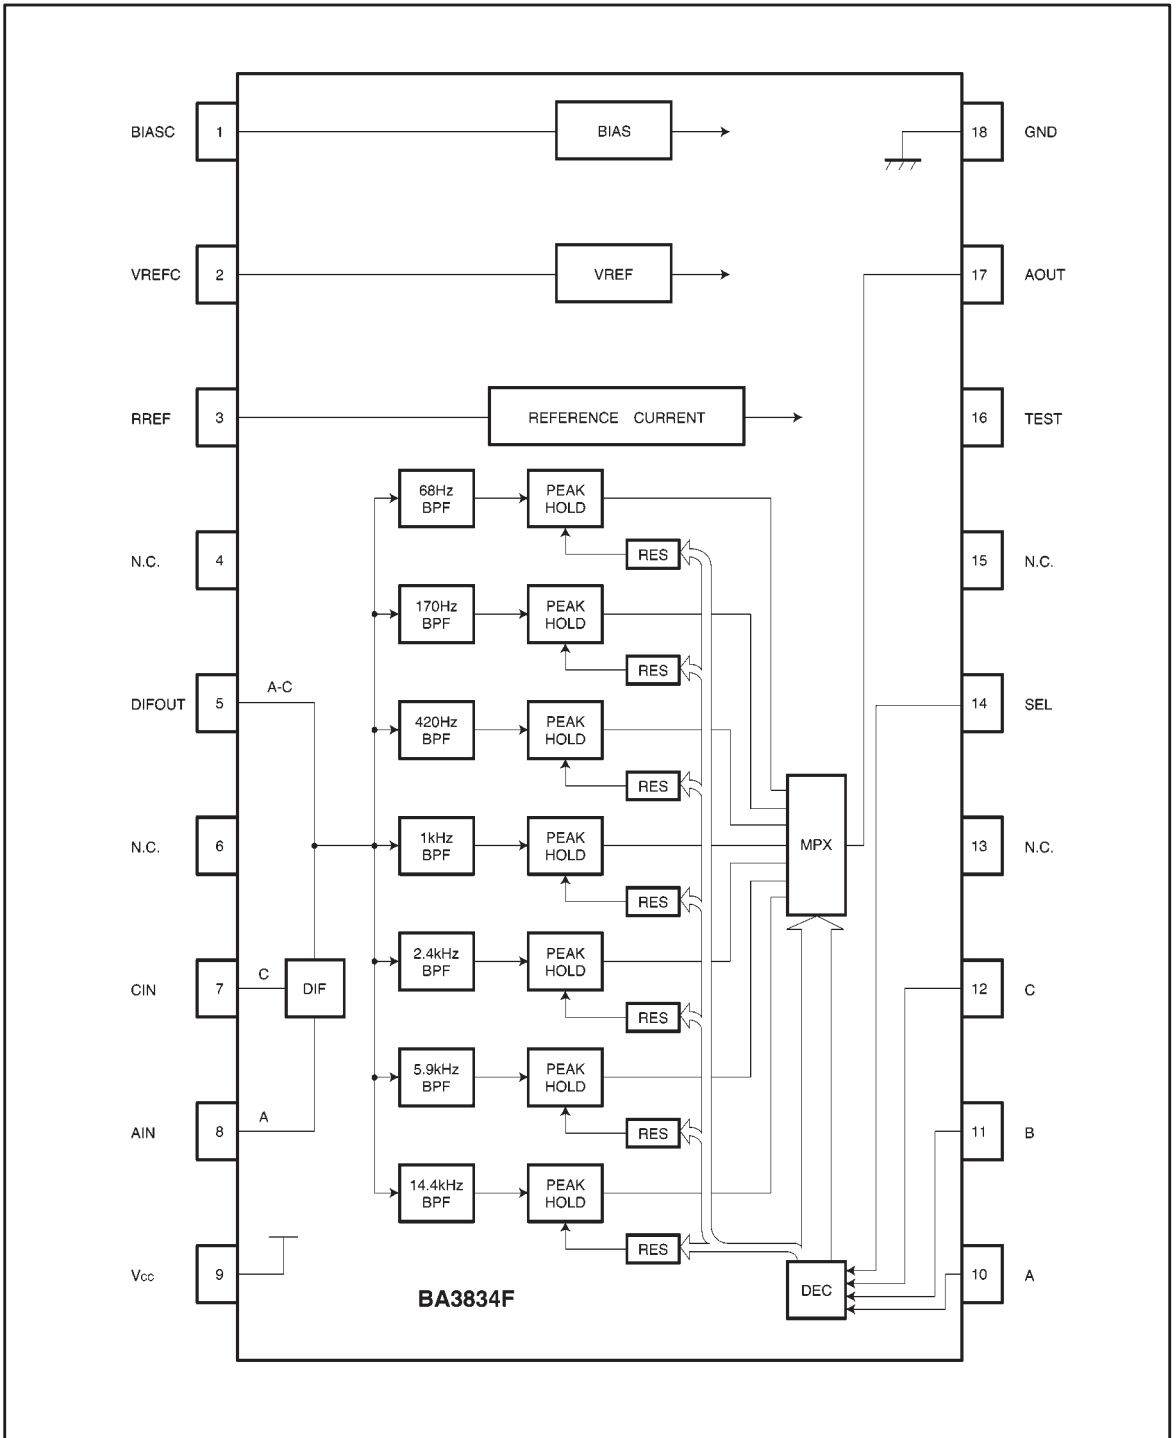 BIASC 1 BIAS 18 GND
VREFC 2 VREF 17 AOUT
RREF 3 REFERENCE CURRENT 16 TEST
68Hz
BPF
PEAK
HOLD
RES
N.C. 4 15 N.C.
170Hz
BPF
PEAK
HOLD
RES
DIFOUT 5 A-C 14 SEL
420Hz
BPF
PEAK
HOLD
RES
N.C. 6 13 N.C.
1kHz
BPF
PEAK
HOLD
MPX
RES
2.4kHz
BPF
PEAK
HOLD
CIN 7 C DIF 12 C
RES
5.9kHz
BPF
PEAK
HOLD
AIN 8 A 11 B
RES
14.4kHz
BPF
PEAK
HOLD
RES
Vcc 9 10 A
DEC
BA3834F